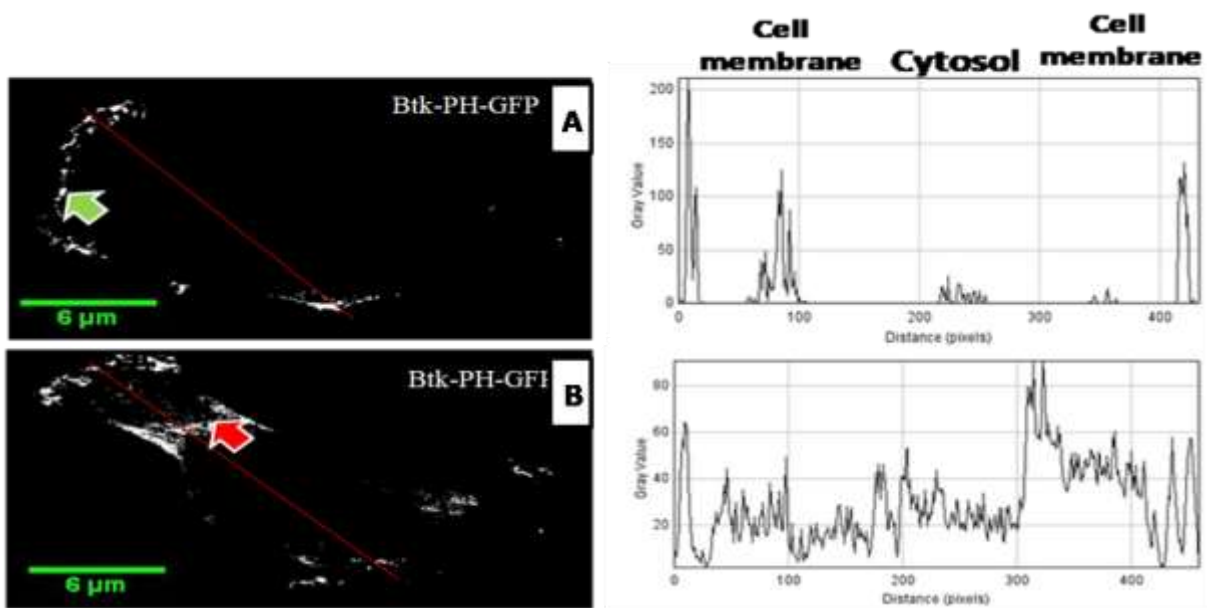 Cell membrane
Cytosol
Cell membrane
Btk-PH-GFP
A
6 µm
200
150
100
50
0
Gray Value
0 100 200 300 400
Distance (pixels)
Btk-PH-GFI
B
6 µm
80
60
40
20
Gray Value
0 100 200 300 400
Distance (pixels)